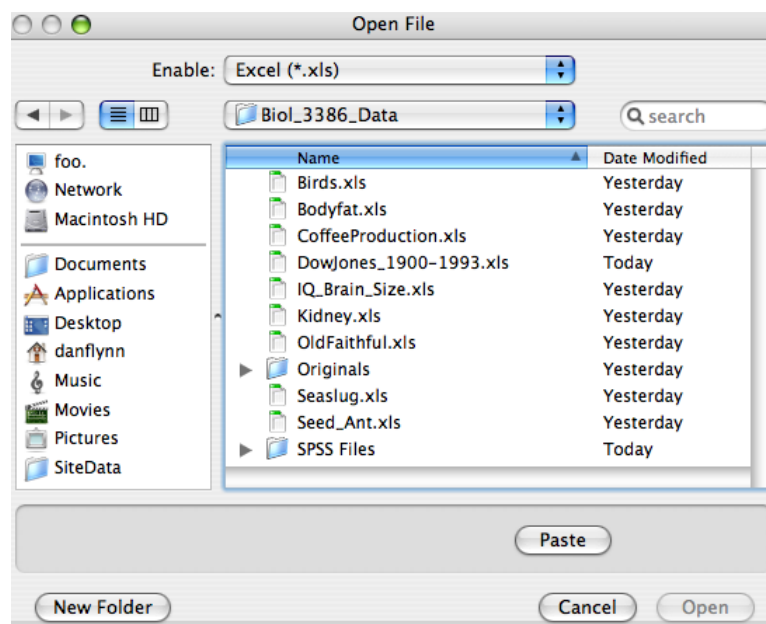 Open File
Enable: Excel (*.xls)
Biol_3386_Data
search
foo.
Network
Macintosh HD
Documents
Applications
Desktop
danflynn
Music
Movies
Pictures
SiteData
Name Date Modified
Birds.xls Yesterday
Bodyfat.xls Yesterday
CoffeeProduction.xls Yesterday
DowJones_1900-1993.xls Today
IQ_Brain_Size.xls Yesterday
Kidney.xls Yesterday
OldFaithful.xls Yesterday
Originals Yesterday
Seaslug.xls Yesterday
Seed_Ant.xls Yesterday
SPSS Files Today
Paste
New Folder Cancel Open